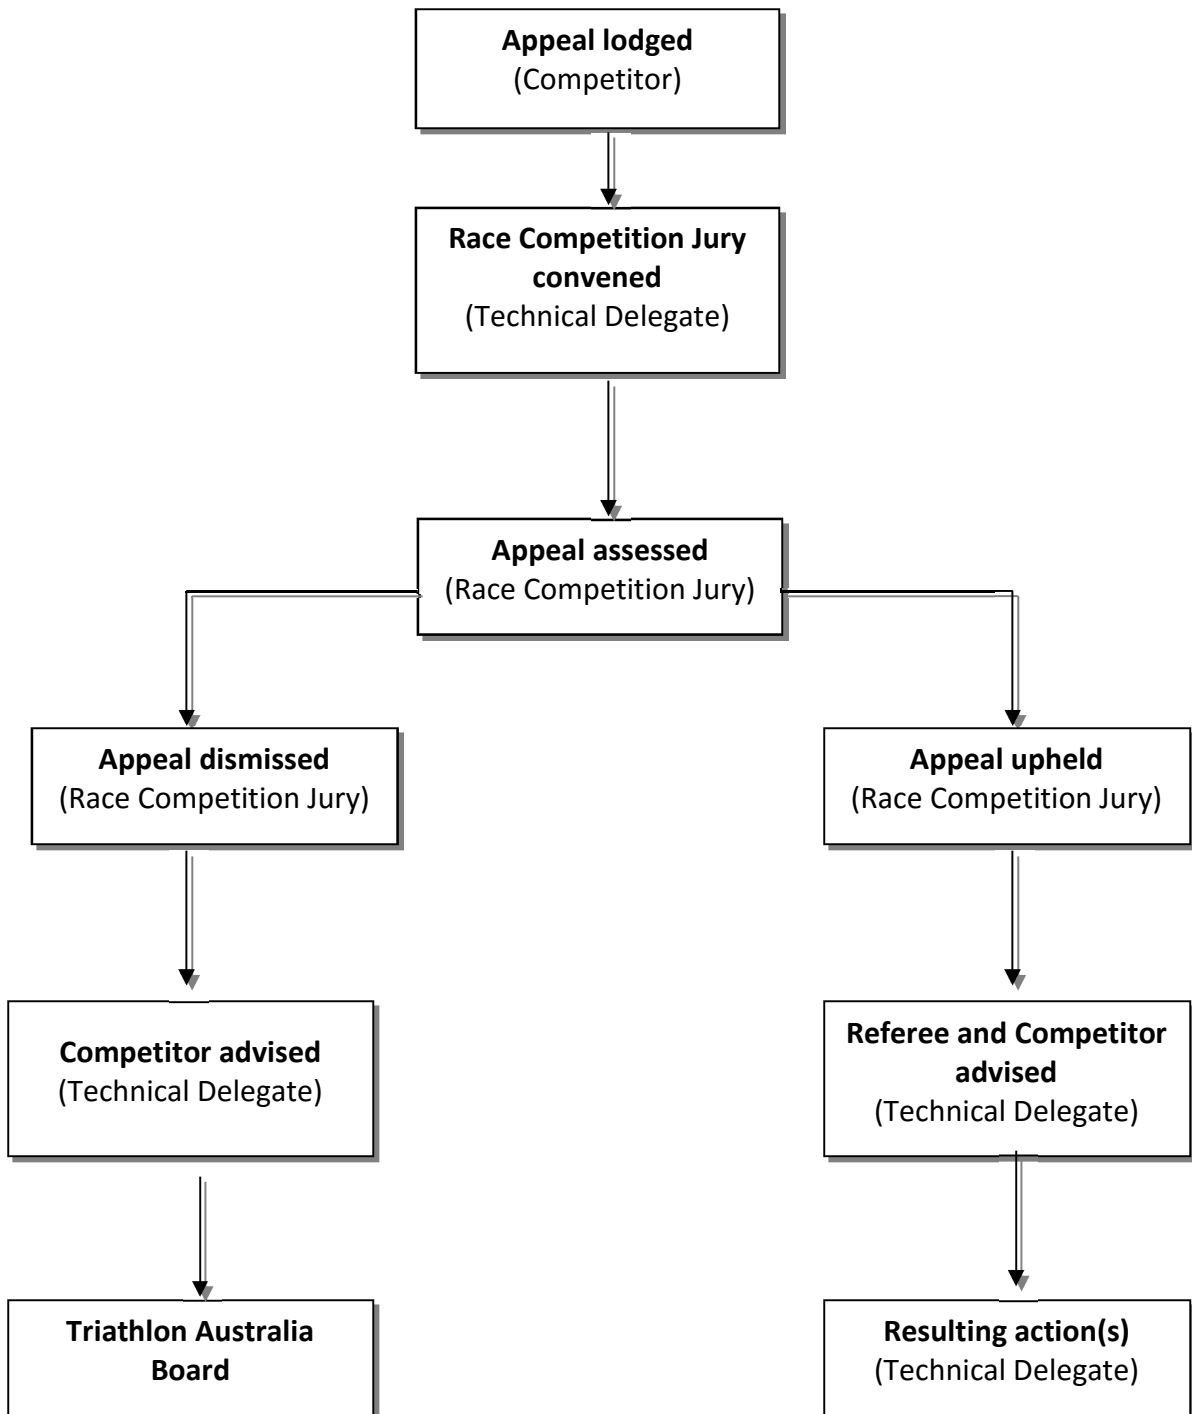 Appeal lodged
(Competitor)
Race Competition Jury
convened
(Technical Delegate)
Appeal assessed
(Race Competition Jury)
Appeal dismissed
(Race Competition Jury)
Appeal upheld
(Race Competition Jury)
Competitor advised
(Technical Delegate)
Referee and Competitor
advised
(Technical Delegate)
Triathlon Australia
Board
Resulting action(s)
(Technical Delegate)